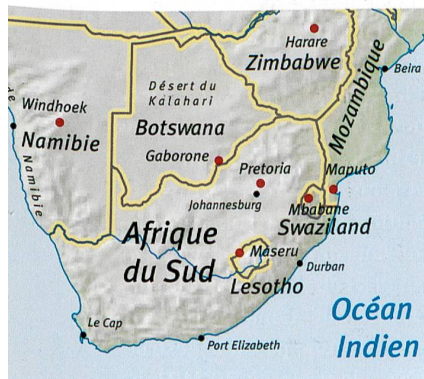 Harare
Zimbabwe
Mozambique
Beira
Désert du
Kalahari
Windhoek
Namibie
Namibie
Botswana
Gaborone
Pretoria
Johannesburg
Maputo
Mbabane
Swaziland
Afrique
du Sud
Maseru
Lesotho
Durban
Le Cap
Port Elizabeth
Océan
Indien